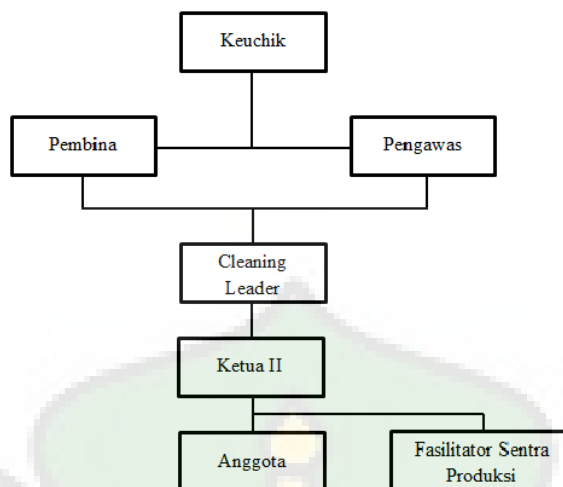 Keuchik
Pembina
Pengawas
Cleaning
Leader
Ketua II
Anggota
Fasilitator Sentra
Produksi